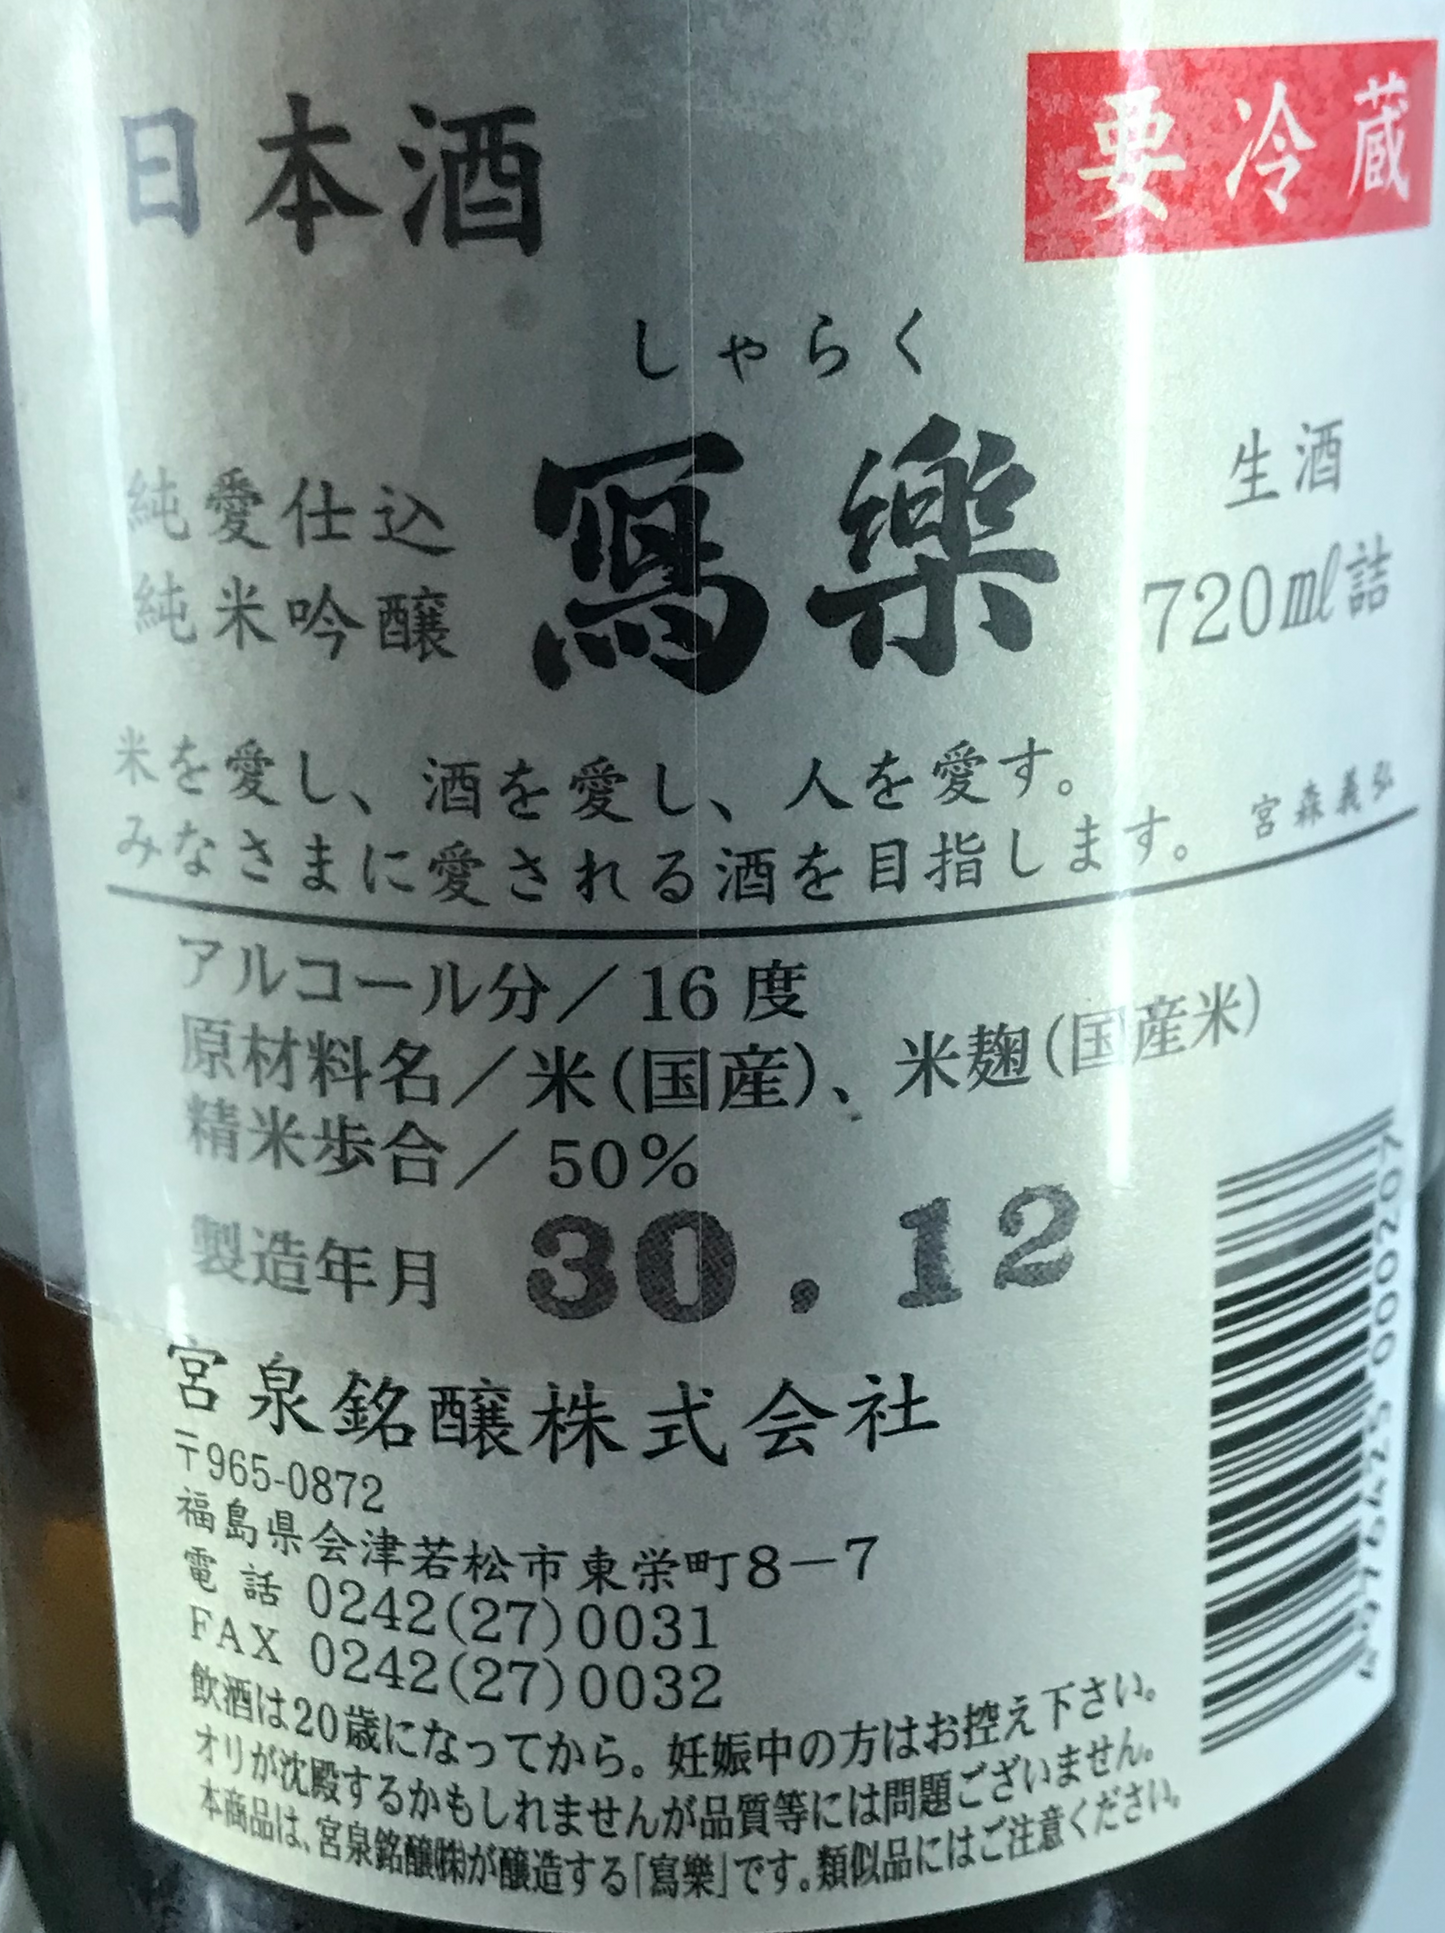 日本酒
要冷蔵
しゃらく
寫樂
純愛仕込
純米吟醸
生酒
720㎖詰
米を愛し、酒を愛し、人を愛す。
みなさまに愛される酒を目指します。 宮森義弘
アルコール分／16度
原材料名／米(国産)、米麹(国産米)
精米歩合／50%
製造年月 30.12
宮泉銘醸株式会社
〒965-0872
福島県会津若松市東栄町8－7
電話 0242(27)0031
FAX 0242(27)0032
飲酒は20歳になってから。妊娠中の方はお控え下さい。
オリが沈殿するかもしれませんが品質等には問題ございません。
本商品は、宮泉銘醸㈱が醸造する「寫樂」です。類似品にはご注意ください。